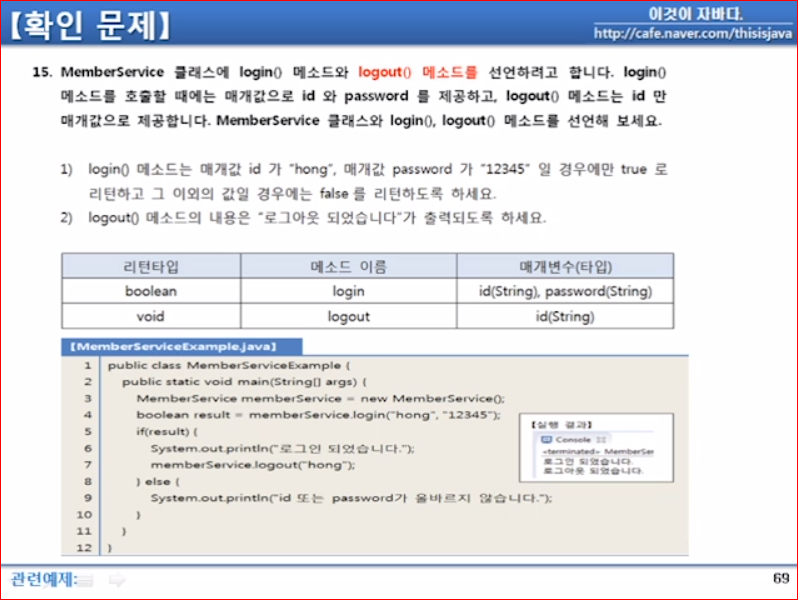 【확인 문제】
이것이 자바다.
http://cafe.naver.com/thisisjava
15. MemberService 클래스에 login() 메소드와 logout() 메소드를 선언하려고 합니다. login()
메소드를 호출할 때에는 매개값으로 id 와 password 를 제공하고, logout() 메소드는 id 만
매개값으로 제공합니다. MemberService 클래스와 login(), logout() 메소드를 선언해 보세요.
1) login() 메소드는 매개값 id 가 "hong", 매개값 password 가 "12345" 일 경우에만 true 로
리턴하고 그 이외의 값일 경우에는 false 를 리턴하도록 하세요.
2) logout() 메소드의 내용은 "로그아웃 되었습니다"가 출력되도록 하세요.
리턴타입 메소드 이름 매개변수(타입)
boolean login id(String), password(String)
void logout id(String)
【MemberServiceExample.java】
1 public class MemberServiceExample {
2 public static void main(String[] args) {
3 MemberService memberService = new MemberService();
4 boolean result = memberService.login("hong", "12345");
5 if(result) {
6 System.out.println("로그인 되었습니다.");
7 memberService.logout("hong");
8 } else {
9 System.out.println("id 또는 password가 올바르지 않습니다.");
10 }
11 }
12 }
【실행 결과】
Console
<terminated> MemberSer
로그인 되었습니다.
로그아웃 되었습니다.
관련예제:
69